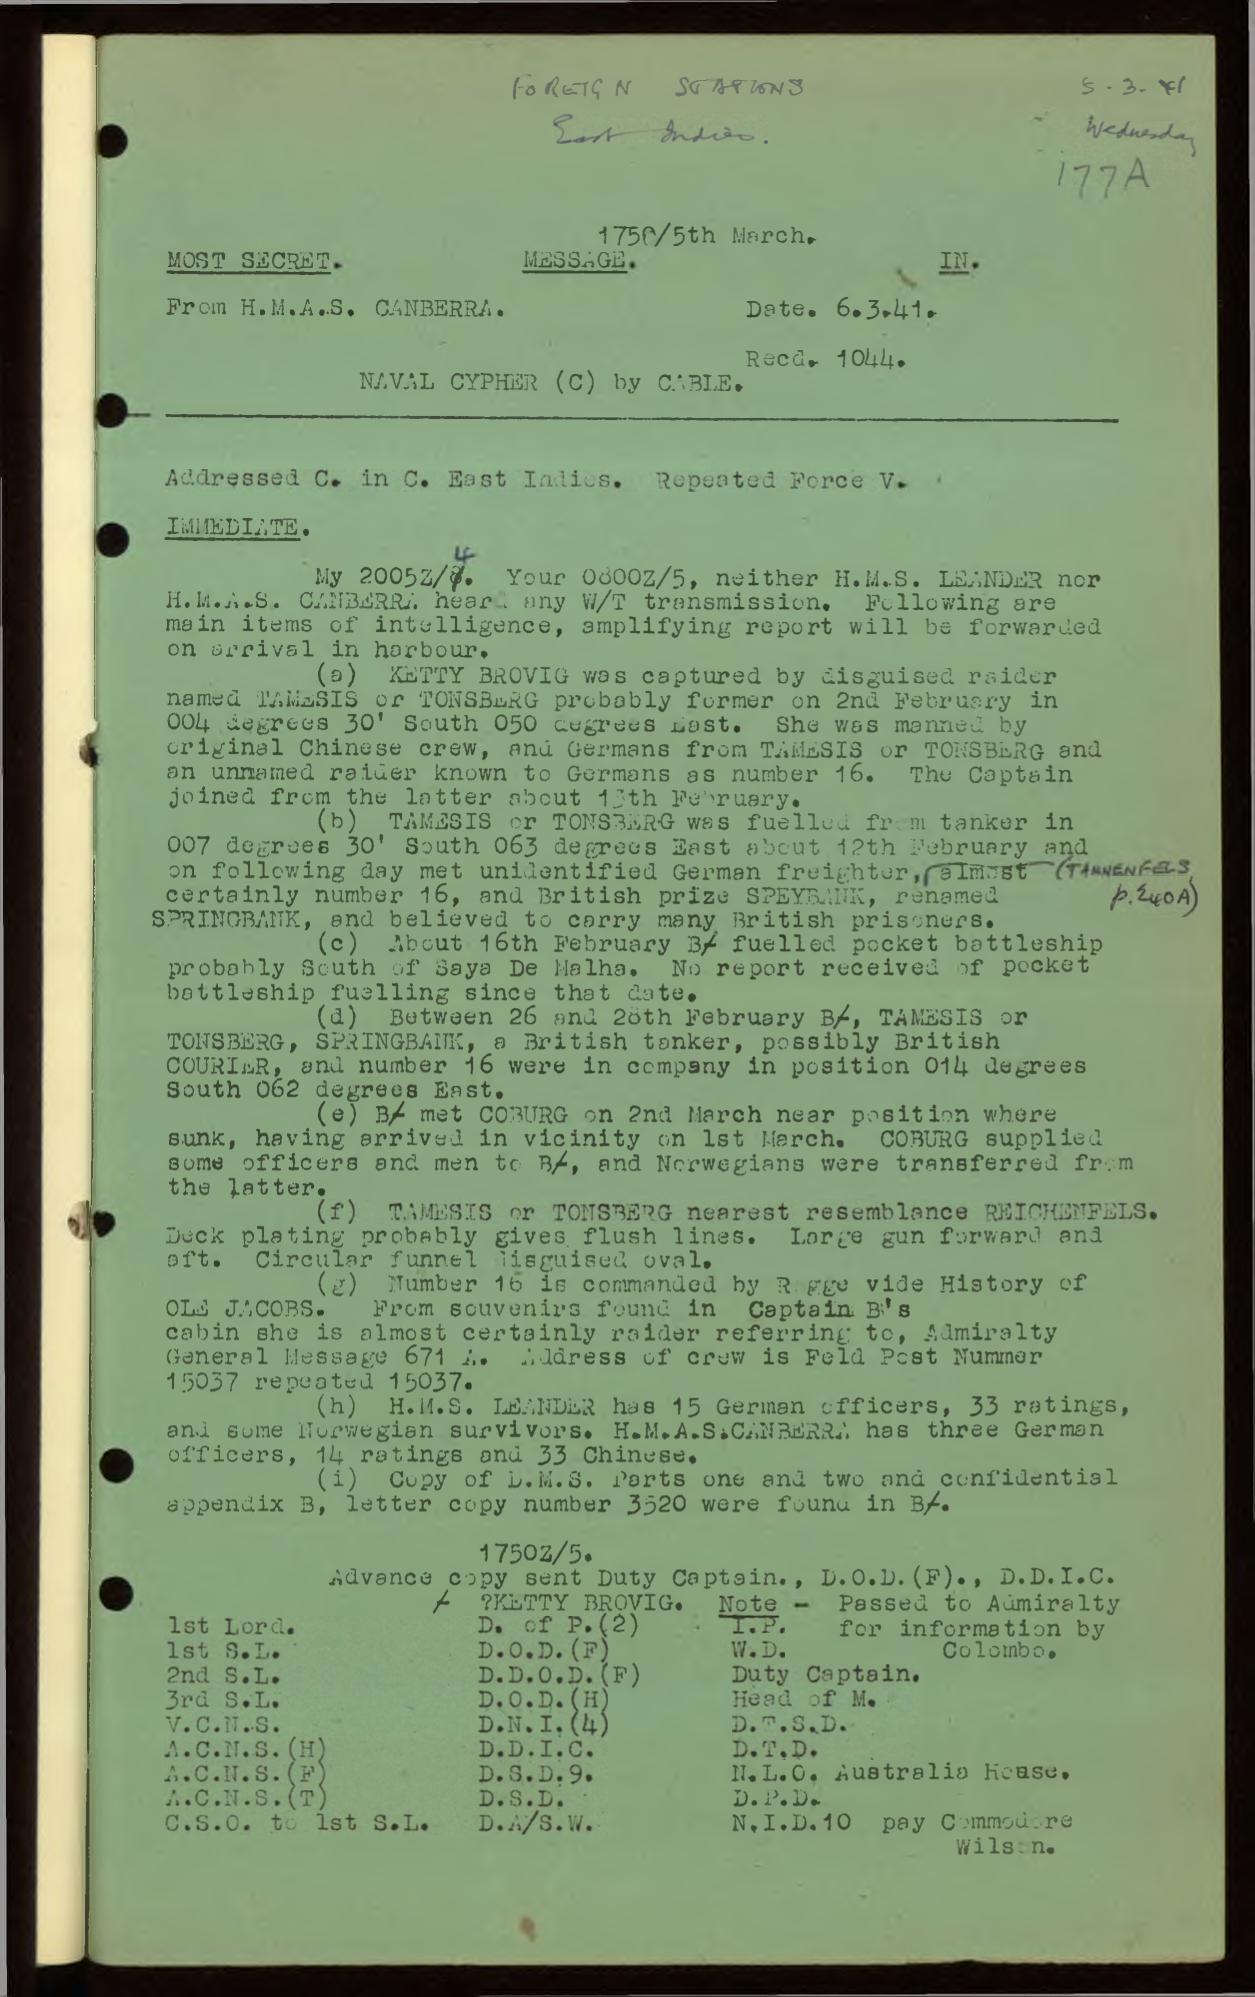 FOREIGN STATIONS
5-3-41
East Indies.
Wednesday
177A
1750/5th March.
MOST SECRET. MESSAGE. IN.
From H.M.A.S. CANBERRA. Date. 6.3.41.
Recd. 1044.
NAVAL CYPHER (C) by CABLE.
Addressed C. in C. East Indies. Repeated Force V.
IMMEDIATE.
4
My 2005Z/. Your 0800Z/5, neither H.M.S. LEANDER nor
H.M.A.S. CANBERRA heard any W/T transmission. Following are
main items of intelligence, amplifying report will be forwarded
on arrival in harbour.
(a) KETTY BROVIG was captured by disguised raider
named TAMESIS or TONSBERG probably former on 2nd February in
004 degrees 30' South 050 degrees East. She was manned by
original Chinese crew, and Germans from TAMESIS or TONSBERG and
an unnamed raider known to Germans as number 16. The Captain
joined from the latter about February.
(b) TAMESIS or TONSBERG was fuelled from tanker in
007 degrees 30' South 063 degrees East about 12th February and
on following day met unidentified German freighter, almost (TANNENFELS
certainly number 16, and British prize SPEYBANK, renamed p.240A)
SPRINGBANK, and believed to carry many British prisoners.
(c) About 16th February B/ fuelled pocket battleship
probably South of Saya De Malha. No report received of pocket
battleship fuelling since that date.
(d) Between 26 and 28th February B/, TAMESIS or
TONSBERG, SPRINGBANK, a British tanker, possibly British
COURIER, and number 16 were in company in position 014 degrees
South 062 degrees East.
(e) B/ met COBURG on 2nd March near position where
sunk, having arrived in vicinity on 1st March. COBURG supplied
some officers and men to B/, and Norwegians were transferred from
the latter.
(f) TAMESIS or TONSBERG nearest resemblance REICHENFELS.
Deck plating probably gives flush lines. Large gun forward and
aft. Circular funnel disguised oval.
(g) Number 16 is commanded by Rogge vide History of
OLE JACOBS. From souvenirs found in Captain B's
cabin she is almost certainly raider referring to, Admiralty
General Message 671 A. Address of crew is Feld Post Nummer
15037 repeated 15037.
(h) H.M.S. LEANDER has 15 German officers, 33 ratings,
and some Norwegian survivors. H.M.A.S.CANBERRA has three German
officers, 14 ratings and 33 Chinese.
(i) Copy of D.M.S. Parts one and two and confidential
appendix B, letter copy number 3520 were found in B/.
1750Z/5.
Advance copy sent Duty Captain., D.O.D.(F)., D.D.I.C.
/ ?KETTY BROVIG. Note - Passed to Admiralty
1st Lord. D. of P.(2) I.P. for information by
1st S.L. D.O.D.(F) W.D. Colombo.
2nd S.L. D.D.O.D.(F) Duty Captain.
3rd S.L. D.O.D.(H) Head of M.
V.C.N.S. D.N.I.(4) D.T.S.D.
A.C.N.S.(H) D.D.I.C. D.T.D.
A.C.N.S.(F) D.S.D.9. N.L.O. Australia House.
A.C.N.S.(T) D.S.D. D.P.D.
C.S.O. to 1st S.L. D.A/S.W. N.I.D.10 pay Commodore
Wilson.